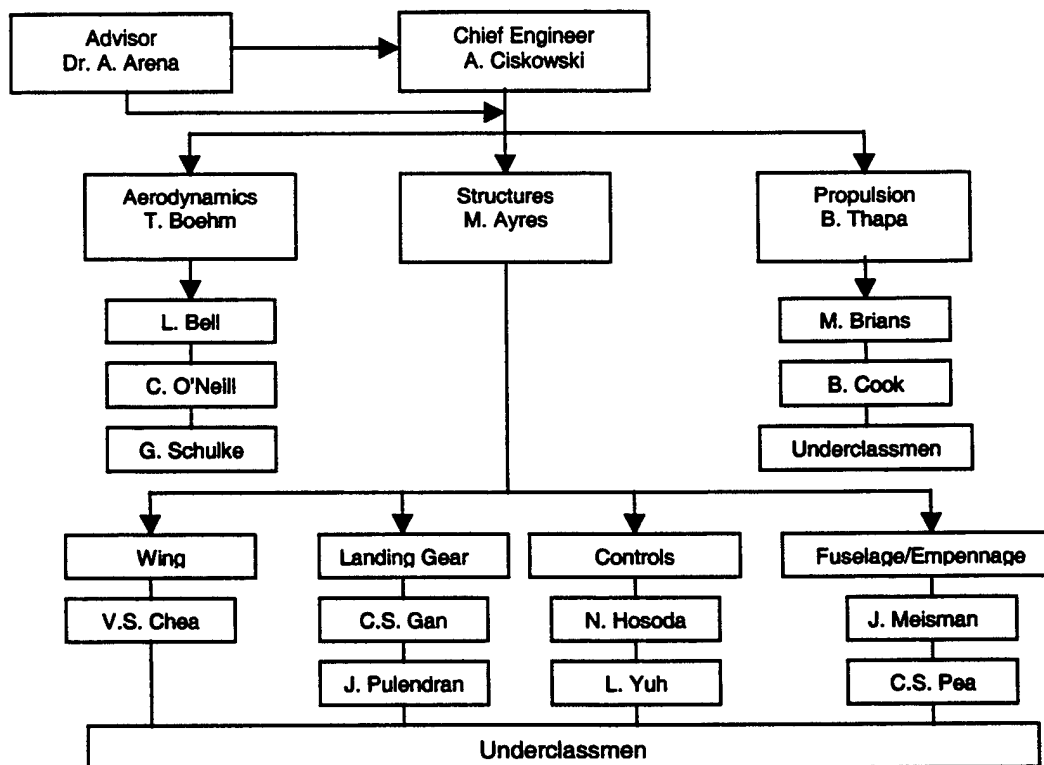 Advisor
Dr. A. Arena
Chief Engineer
A. Ciskowski
Aerodynamics
T. Boehm
Structures
M. Ayres
Propulsion
B. Thapa
L. Bell
C. O'Neill
G. Schulke
M. Brians
B. Cook
Underclassmen
Wing
Landing Gear
Controls
Fuselage/Empennage
V.S. Chea
C.S. Gan
N. Hosoda
J. Meisman
J. Pulendran
L. Yuh
C.S. Pea
Underclassmen